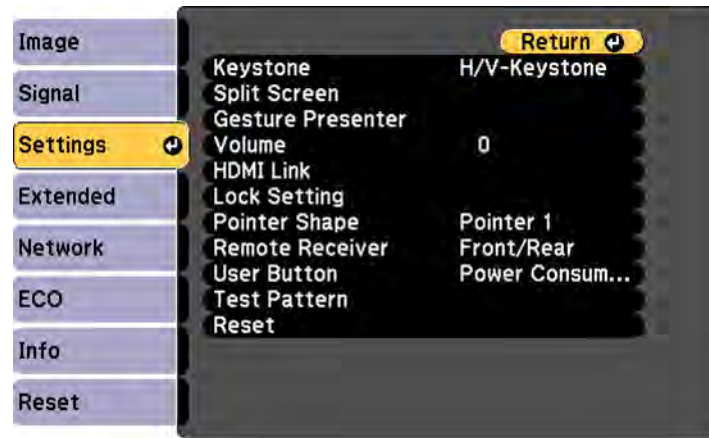 Image
Signal
Settings
Extended
Network
ECO
Info
Reset
Return
Keystone H/V-Keystone
Split Screen
Gesture Presenter
Volume 0
HDMI Link
Lock Setting
Pointer Shape Pointer 1
Remote Receiver Front/Rear
User Button Power Consum...
Test Pattern
Reset